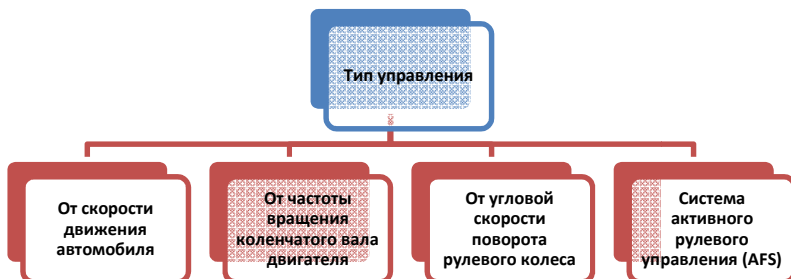 Тип управления
От скорости
движения
автомобиля
От частоты
вращения
коленчатого вала
двигателя
От угловой
скорости
поворота
рулевого колеса
Система
активного
рулевого
управления (AFS)